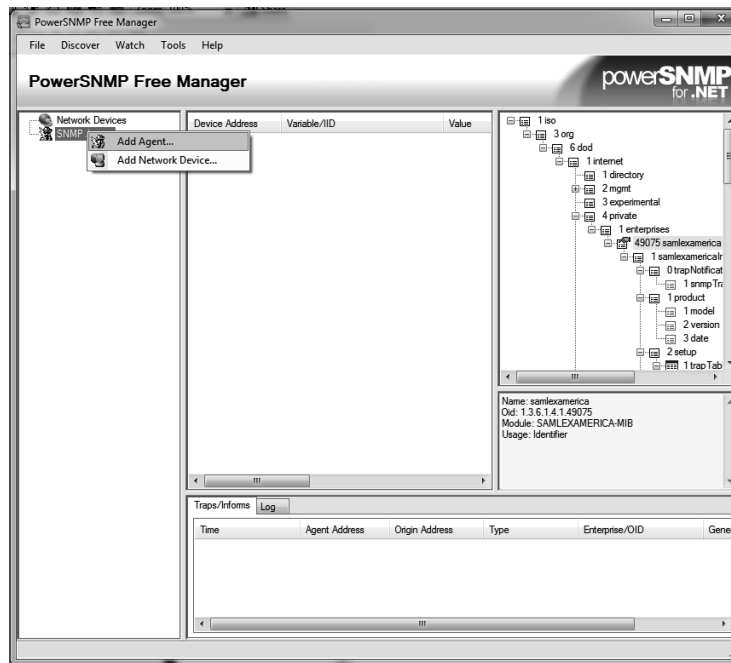 PowerSNMP Free Manager
File Discover Watch Tools Help
PowerSNMP Free Manager
powerSNMP
for .NET
Network Devices
SNMP
Add Agent...
Add Network Device...
Device Address Variable/IID Value
1 iso
3 org
6 dod
1 internet
1 directory
2 mgmt
3 experimental
4 private
1 enterprises
49075 samlexamerica
1 samlexamericaIr
0 trapNotificat
1 snmpTra
1 product
1 model
2 version
3 date
2 setup
1 trapTab
Name: samlexamerica
Oid: 1.3.6.1.4.1.49075
Module: SAMLEXAMERICA-MIB
Usage: Identifier
Traps/Informs Log
Time Agent Address Origin Address Type Enterprise/OID Gene